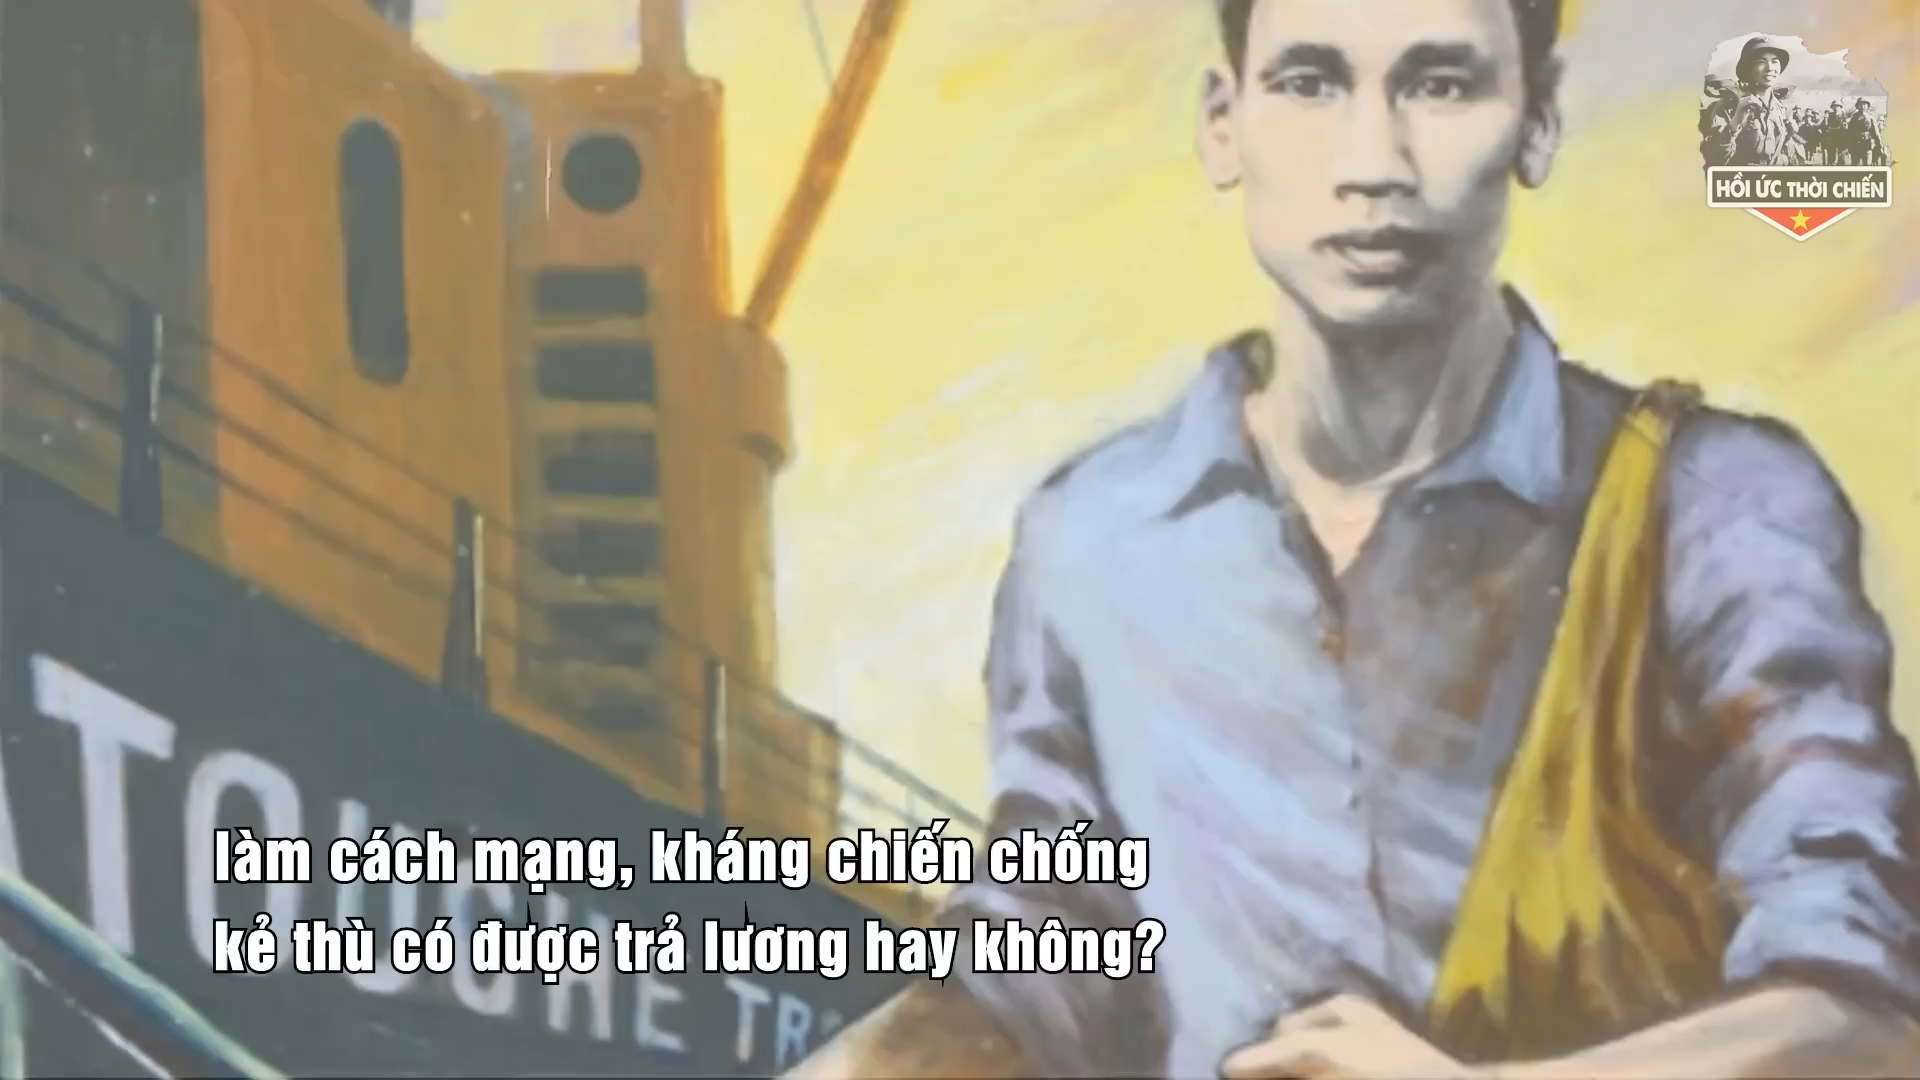 HỒI ỨC THỜI CHIẾN
TOUCHE TR
làm cách mạng, kháng chiến chống
kẻ thù có được trả lương hay không?